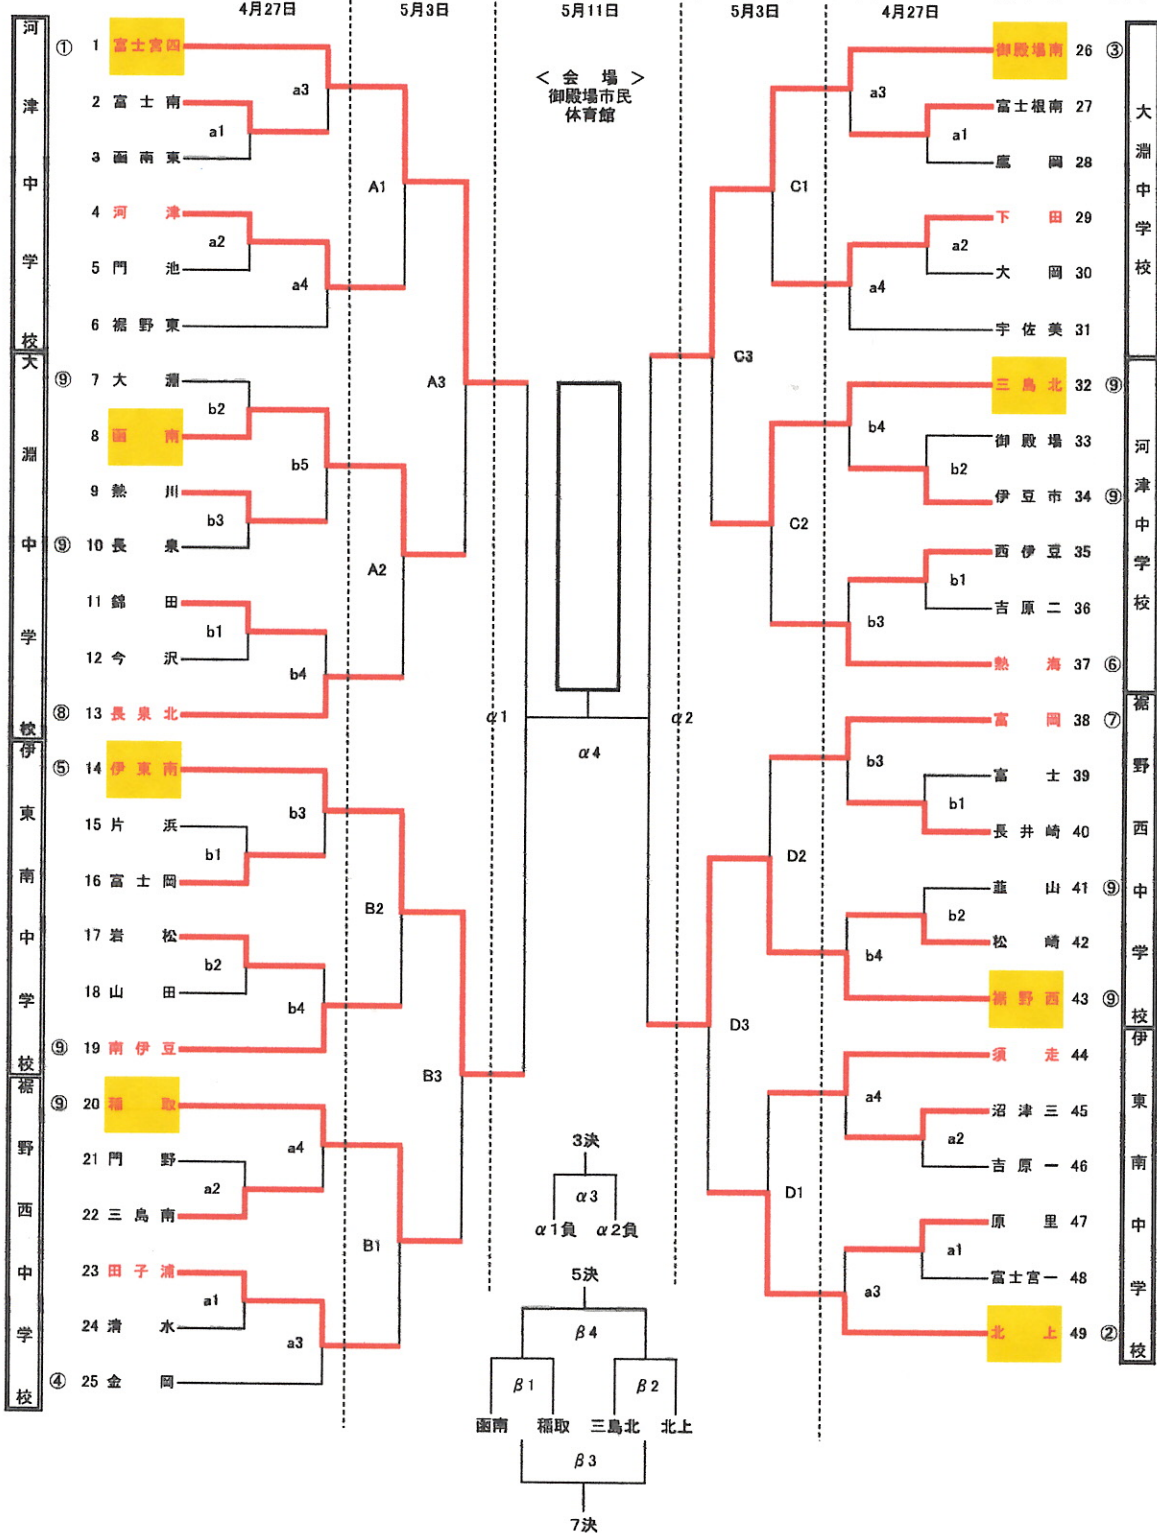 4月27日 5月3日 5月11日 5月3日 4月27日
＜ 会 場 ＞
御殿場市民
体育館
河津中学校
① 1 富士宮四
2 富士南
3 函南東
4 河津
5 門池
6 裾野東
a3
a1
a2
a4
A1
大淵中学校
⑨ 7 大淵
8 函南
9 熱川
⑨ 10 長泉
11 錦田
12 今沢
⑧ 13 長泉北
b2
b5
b3
b1
b4
A2
A3
伊東南中学校
⑤ 14 伊東南
15 片浜
16 富士岡
17 岩松
18 山田
⑨ 19 南伊豆
b3
b1
b2
b4
B2
裾野西中学校
⑨ 20 稲取
21 門野
22 三島南
23 田子浦
24 清水
④ 25 金岡
a4
a2
a1
a3
B1
B3
α1
α2
α4
御殿場南 26 ③
富士根南 27
鷹岡 28
下田 29
大岡 30
宇佐美 31
大淵中学校
a3
a1
a2
a4
C1
三島北 32 ⑨
御殿場 33
伊豆市 34 ⑨
西伊豆 35
吉原二 36
熱海 37 ⑥
河津中学校
b4
b2
b1
b3
C2
C3
富岡 38 ⑦
富士 39
長井崎 40
韮山 41 ⑨
松崎 42
裾野西 43 ⑨
裾野西中学校
b3
b1
b2
b4
D2
須走 44
沼津三 45
吉原一 46
原里 47
富士宮一 48
北上 49 ②
伊東南中学校
a4
a2
a1
a3
D1
D3
3決
α3
α1負 α2負
5決
β4
β1 β2
函南 稲取 三島北 北上
β3
7決